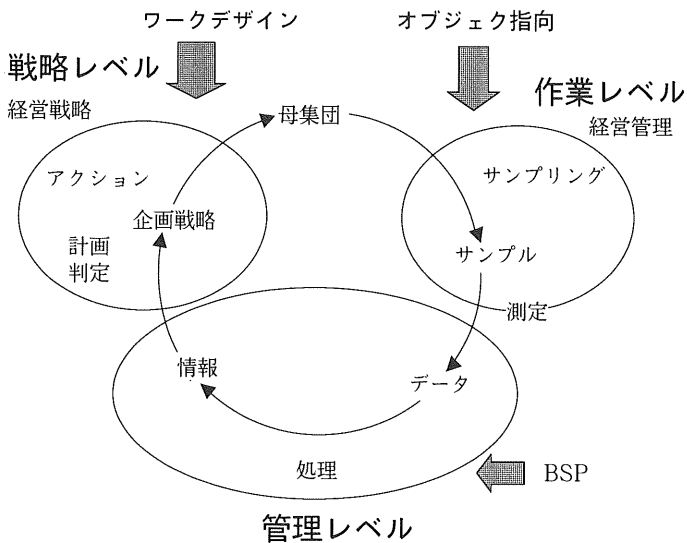 ワークデザイン
オブジェク指向
戦略レベル
経営戦略
作業レベル
経営管理
母集団
アクション
企画戦略
計画
判定
サンプリング
サンプル
測定
情報
データ
処理
BSP
管理レベル